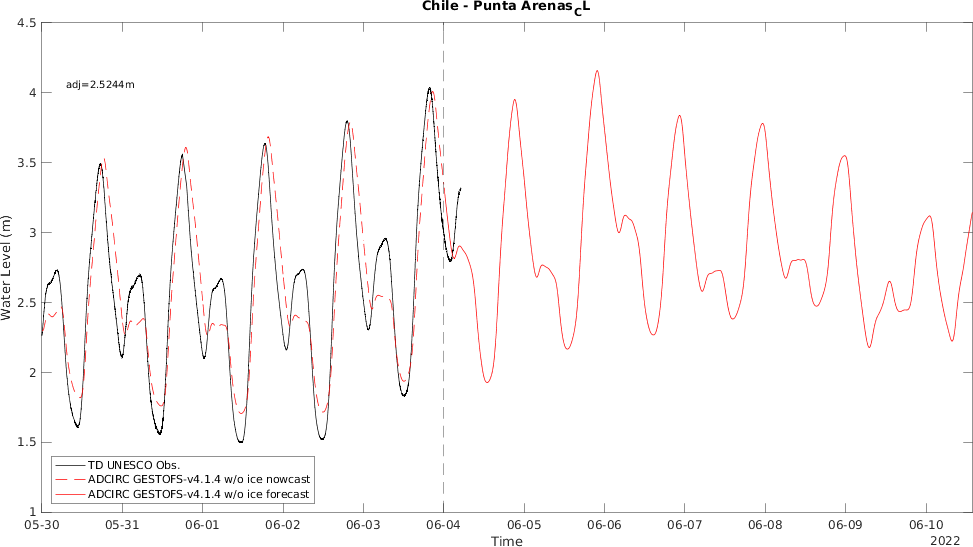 Chile - Punta Arenas_CL
4.5
4
3.5
3
2.5
2
1.5
1
Water Level (m)
adj=2.5244m
TD UNESCO Obs.
ADCIRC GESTOFS-v4.1.4 w/o ice nowcast
ADCIRC GESTOFS-v4.1.4 w/o ice forecast
05-30 05-31 06-01 06-02 06-03 06-04 06-05 06-06 06-07 06-08 06-09 06-10
Time
2022